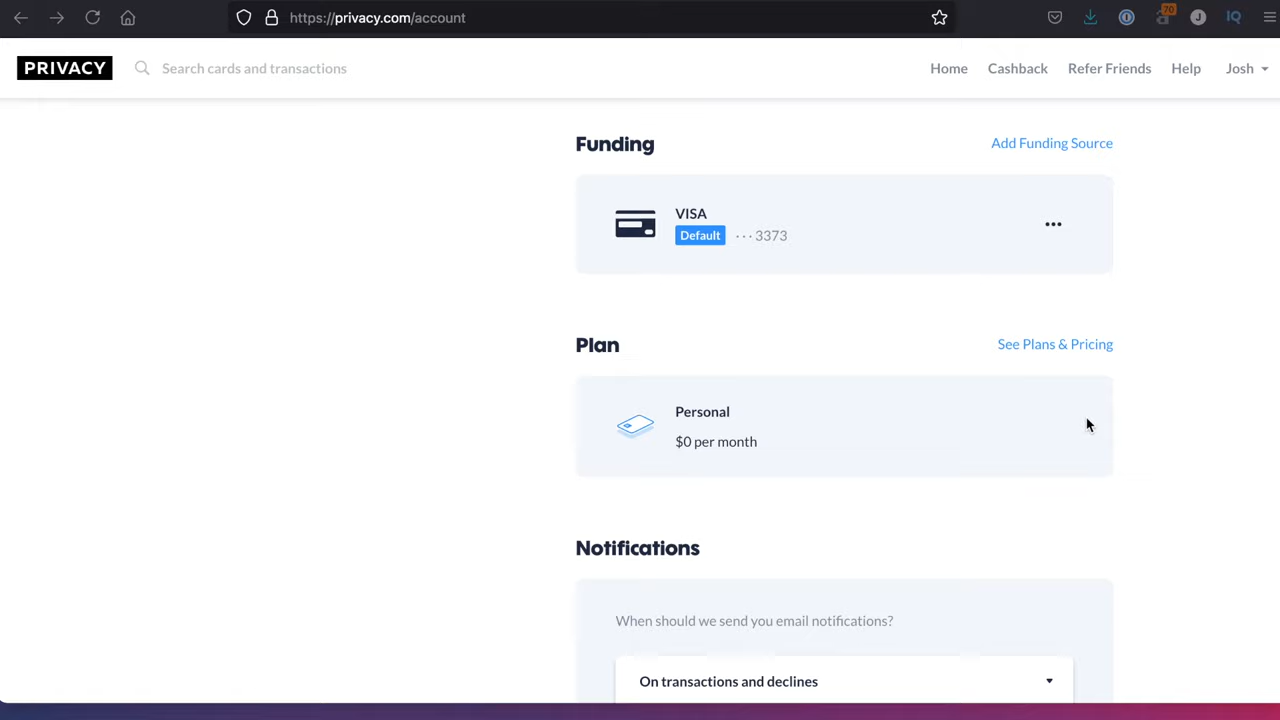 https://privacy.com/account
70
J
IQ
PRIVACY
Search cards and transactions
Home
Cashback
Refer Friends
Help
Josh
Funding
Add Funding Source
VISA
Default
···3373
Plan
See Plans & Pricing
Personal
$0 per month
Notifications
When should we send you email notifications?
On transactions and declines